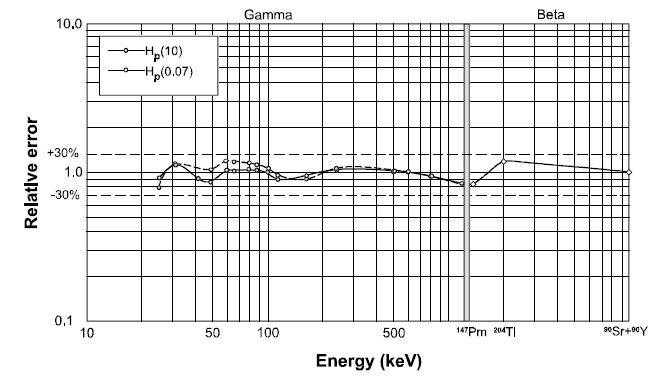 Gamma Beta
10.0
Hp(10)
Hp(0.07)
+30%
1.0
-30%
0.1
Relative error
10 50 100 500 ¹⁴⁷Pm ²⁰⁴Tl ⁹⁰Sr+⁹⁰Y
Energy (keV)